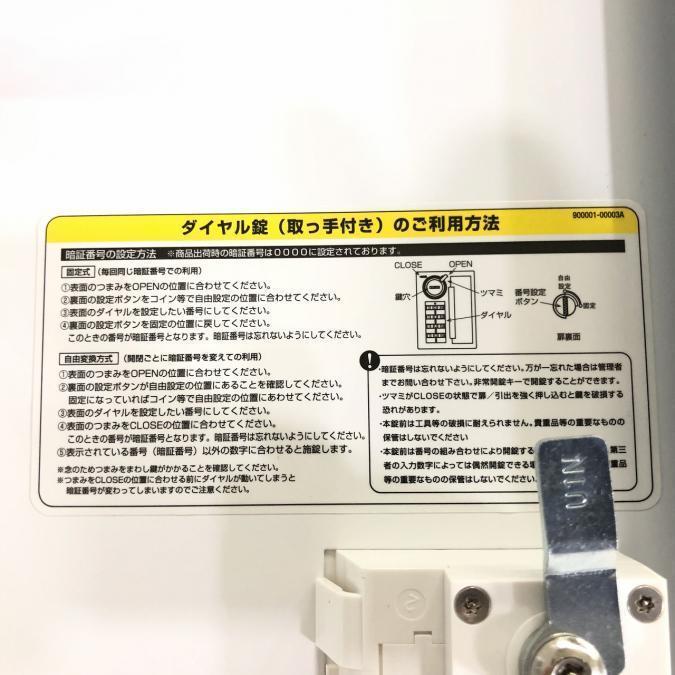 ダイヤル錠（取っ手付き）のご利用方法
900001-00003A
暗証番号の設定方法 ※商品出荷時の暗証番号は0000に設定されております。
固定式（毎回同じ暗証番号での利用）
①表面のつまみをOPENの位置に合わせてください。
②裏面の設定ボタンをコイン等で自由設定の位置に合わせてください。
③表面のダイヤルを設定したい番号にしてください。
④裏面の設定ボタンを固定の位置に戻してください。
このときの番号が暗証番号となります。暗証番号は忘れないようにしてください。
自由変換方式（開閉ごとに暗証番号を変えての利用）
①表面のつまみをOPENの位置に合わせてください。
②裏面の設定ボタンが自由設定の位置にあることを確認してください。
固定になっていればコイン等で自由設定の位置にあわせてください。
③表面のダイヤルを設定したい番号にしてください。
④表面のつまみをCLOSEの位置に合わせてください。
このときの番号が暗証番号となります。暗証番号は忘れないようにしてください。
⑤表示されている番号（暗証番号）以外の数字に合わせると施錠します。
※念のためつまみをまわし鍵がかかることを確認してください。
※つまみをCLOSEの位置に合わせる前にダイヤルが動いてしまうと
暗証番号が変わってしまいますのでご注意ください。
CLOSE
OPEN
鍵穴
ツマミ
ダイヤル
自由
設定
番号設定
ボタン
固定
扉裏面
・暗証番号は忘れないようにしてください。万が一忘れた場合は管理者
までお問い合わせ下さい。非常開錠キーで開錠することができます。
・ツマミがCLOSEの状態で扉／引出を強く押し込むと鍵を破損する
恐れがあります。
・本錠前は工具等の破損に耐えられません。貴重品等の重要なものの
保管はしないでください
・本錠前は番号の組み合わせにより開錠する 第三
者の入力数字によっては偶然開錠できる 重品
等の重要なものの保管はしないでくださ
UIN